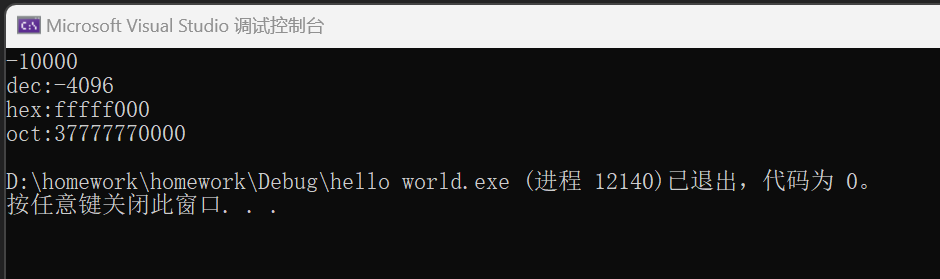 Microsoft Visual Studio 调试控制台
-10000
dec:-4096
hex:fffff000
oct:37777770000
D:\homework\homework\Debug\hello world.exe (进程 12140)已退出，代码为 0。
按任意键关闭此窗口. . .